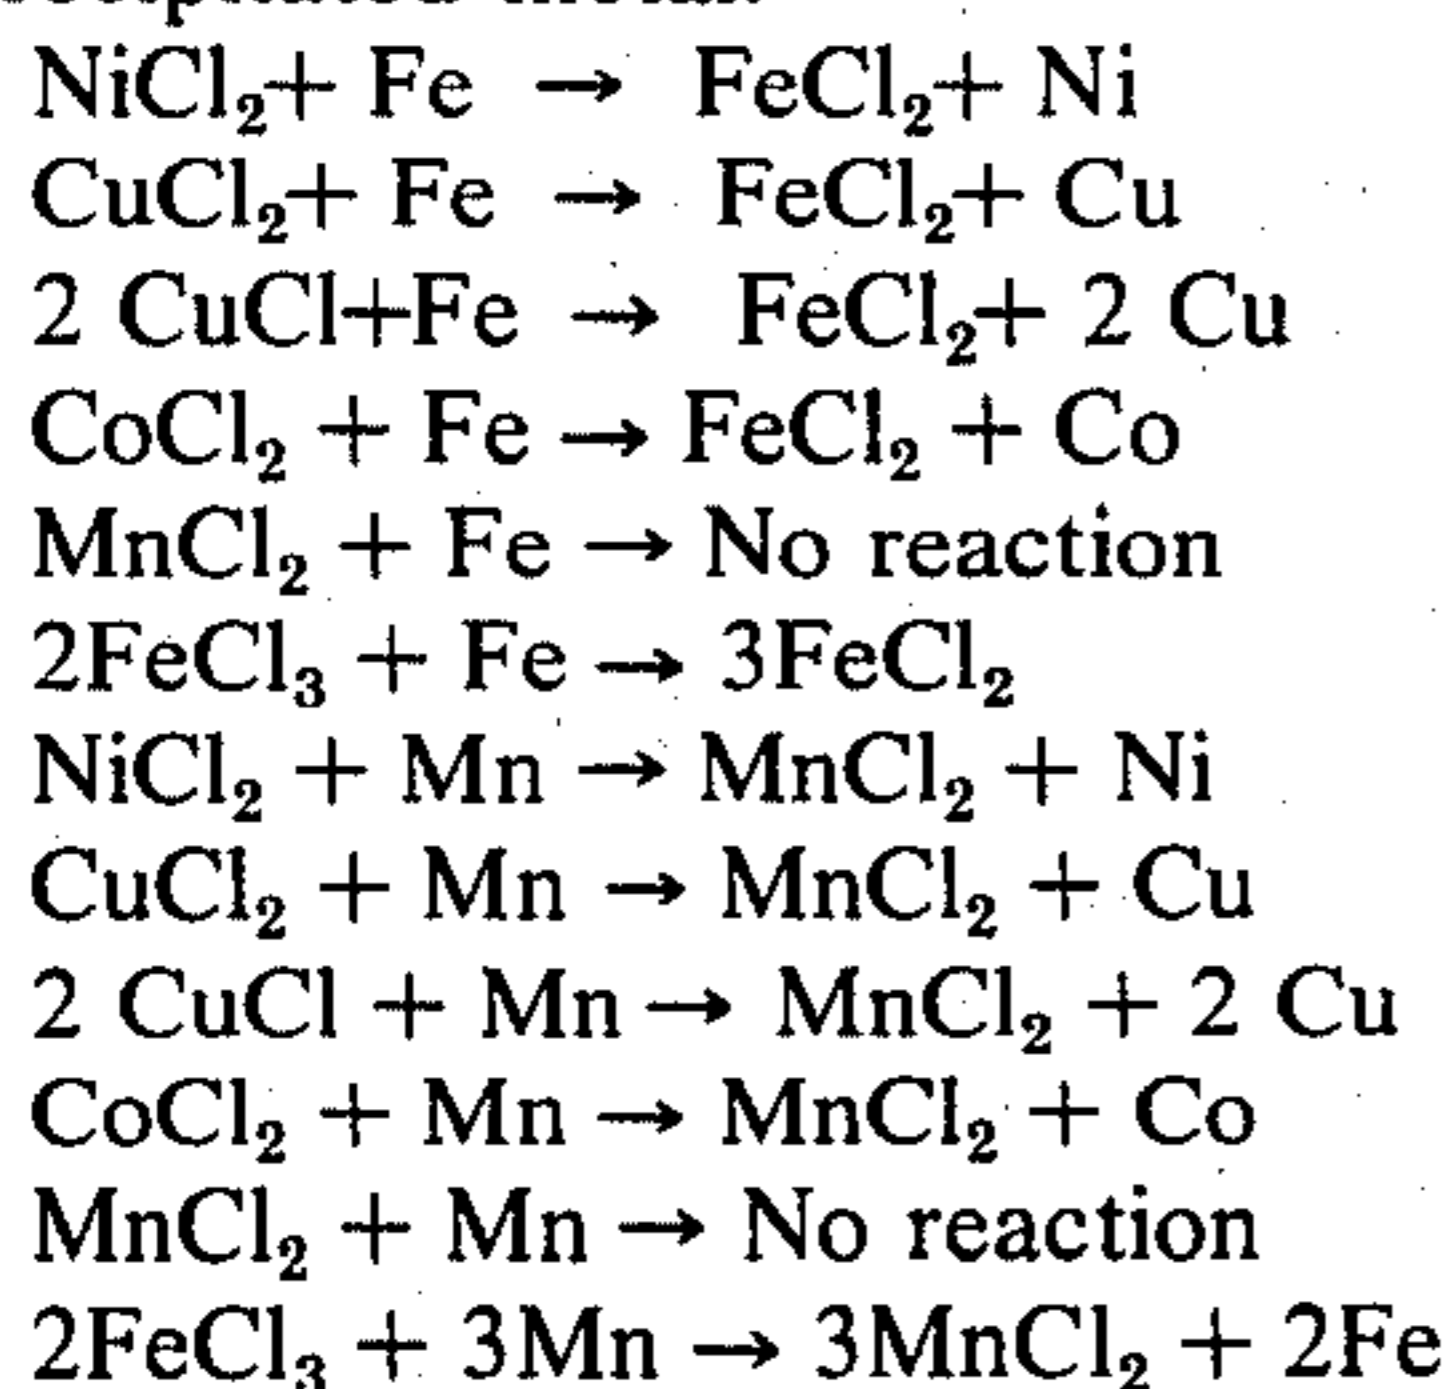 NiCl₂+ Fe → FeCl₂+ Ni
CuCl₂+ Fe → FeCl₂+ Cu
2 CuCl+Fe → FeCl₂+ 2 Cu
CoCl₂ + Fe → FeCl₂ + Co
MnCl₂ + Fe → No reaction
2FeCl₃ + Fe → 3FeCl₂
NiCl₂ + Mn → MnCl₂ + Ni
CuCl₂ + Mn → MnCl₂ + Cu
2 CuCl + Mn → MnCl₂ + 2 Cu
CoCl₂ + Mn → MnCl₂ + Co
MnCl₂ + Mn → No reaction
2FeCl₃ + 3Mn → 3MnCl₂ + 2Fe